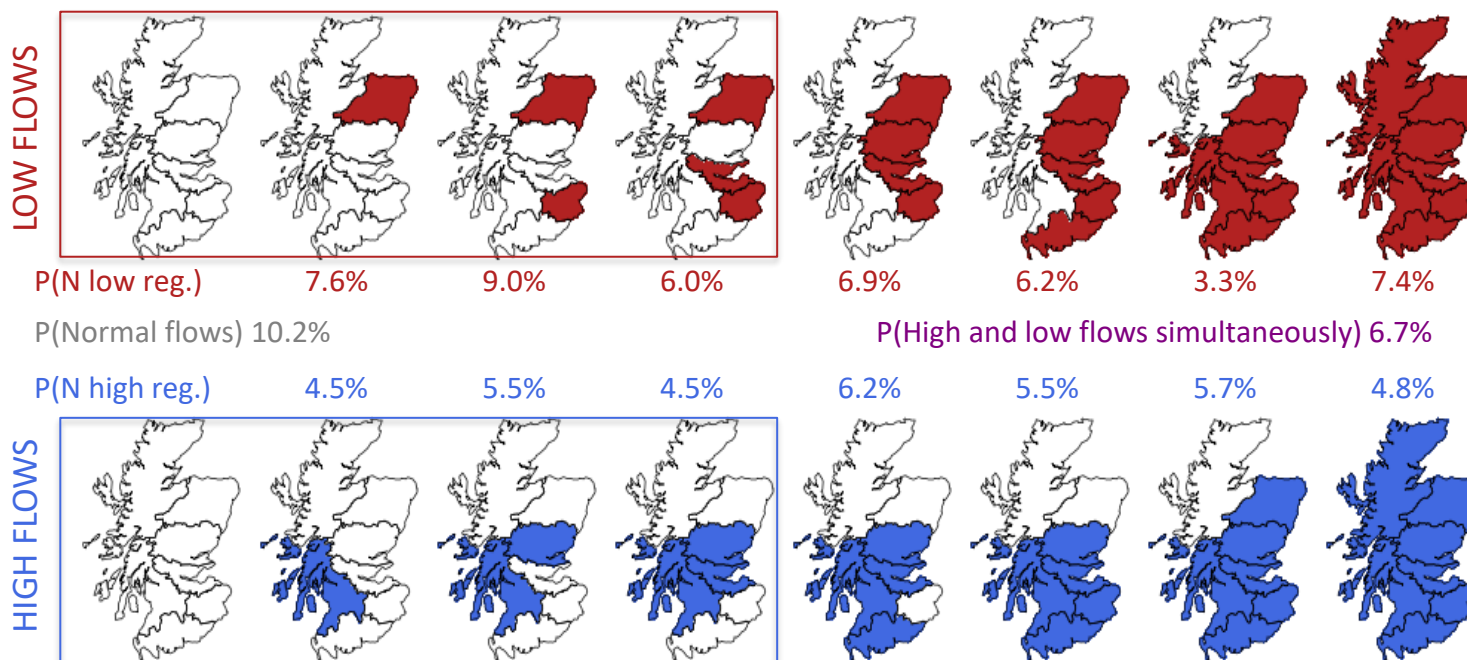 LOW FLOWS
P(N low reg.) 7.6% 9.0% 6.0% 6.9% 6.2% 3.3% 7.4%
P(Normal flows) 10.2% P(High and low flows simultaneously) 6.7%
P(N high reg.) 4.5% 5.5% 4.5% 6.2% 5.5% 5.7% 4.8%
HIGH FLOWS